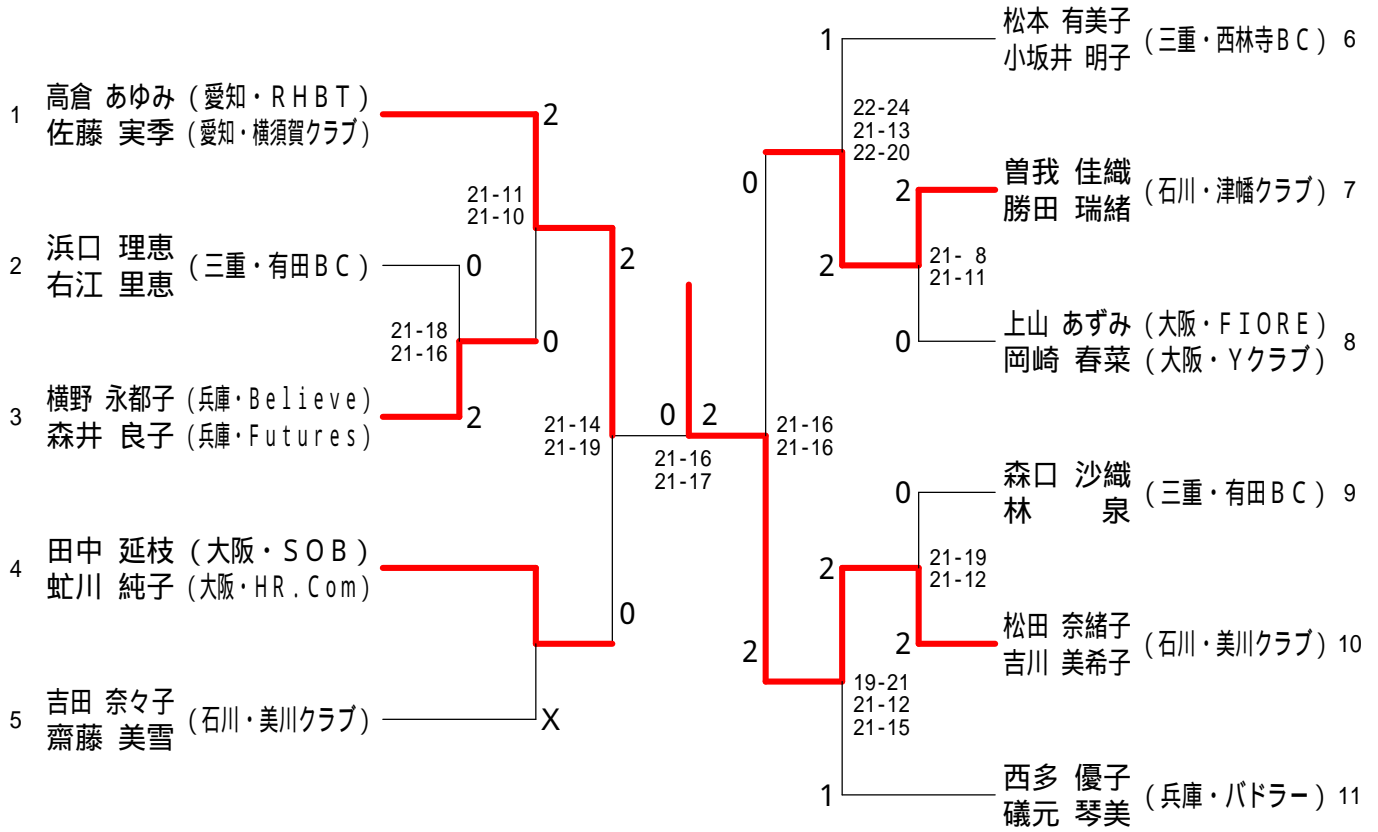 1 高倉 あゆみ (愛知・RHBT)
佐藤 実季 (愛知・横須賀クラブ)
2
21-11
21-10
2 浜口 理恵 (三重・有田BC)
右江 里恵
0
2
21-18
21-16
0
3 横野 永都子 (兵庫・Believe)
森井 良子 (兵庫・Futures)
2
21-14
21-19
4 田中 延枝 (大阪・SOB)
虻川 純子 (大阪・HR.Com)
0
5 吉田 奈々子 (石川・美川クラブ)
齋藤 美雪
X
0 2
21-16
21-17
1
松本 有美子 (三重・西林寺BC) 6
小坂井 明子
22-24
21-13
22-20
0
2
曽我 佳織 (石川・津幡クラブ) 7
勝田 瑞緒
2
21- 8
21-11
0
上山 あずみ (大阪・FIORE) 8
岡崎 春菜 (大阪・Yクラブ)
21-16
21-16
0
森口 沙織 (三重・有田BC) 9
林 泉
2
21-19
21-12
2
2
松田 奈緒子 (石川・美川クラブ) 10
吉川 美希子
19-21
21-12
21-15
1
西多 優子 (兵庫・バドラー) 11
礒元 琴美